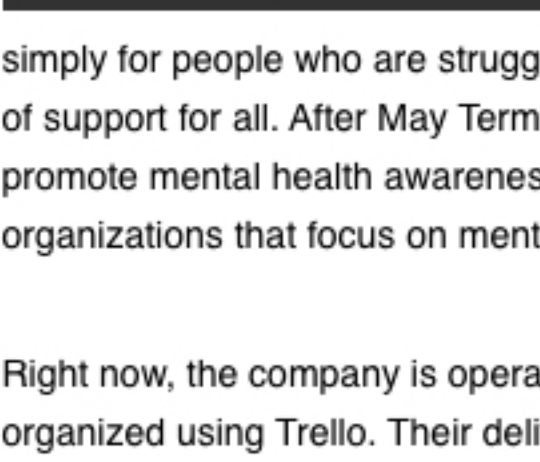 simply for people who are strugg
of support for all. After May Term
promote mental health awarenes
organizations that focus on ment
Right now, the company is opera
organized using Trello. Their deli